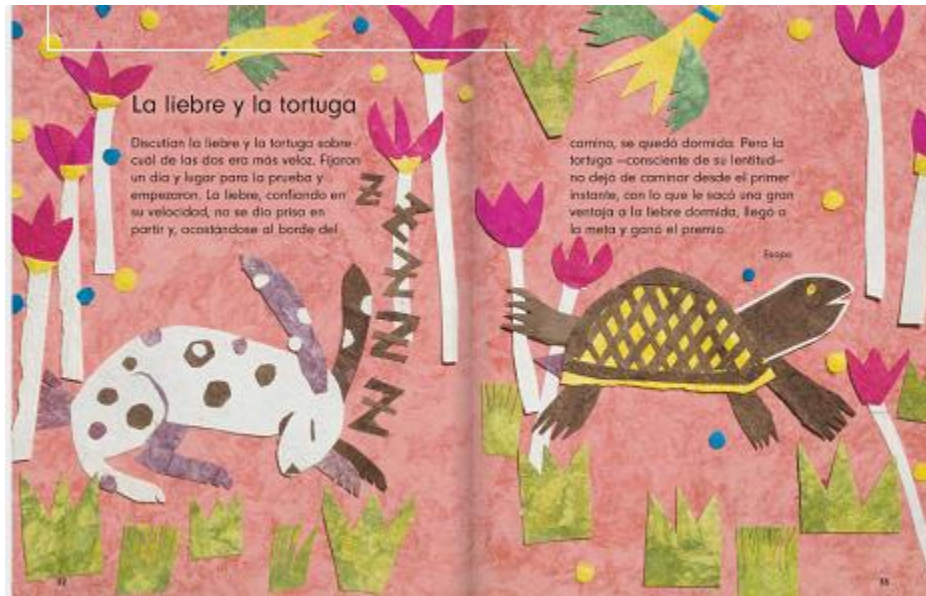 La liebre y la tortuga
Discutían la liebre y la tortuga sobre
cuál de las dos era más veloz. Fijaron
un día y lugar para la prueba y
empezaron. La liebre, confiando en
su velocidad, no se dio prisa en
partir y, acostándose al borde del
Z
Z
Z
Z
Z
Z
camino, se quedó dormida. Pero la
tortuga —consciente de su lentitud—
no dejó de caminar desde el primer
instante, con lo que le sacó una gran
ventaja a la liebre dormida, llegó a
la meta y ganó el premio.
Esopo